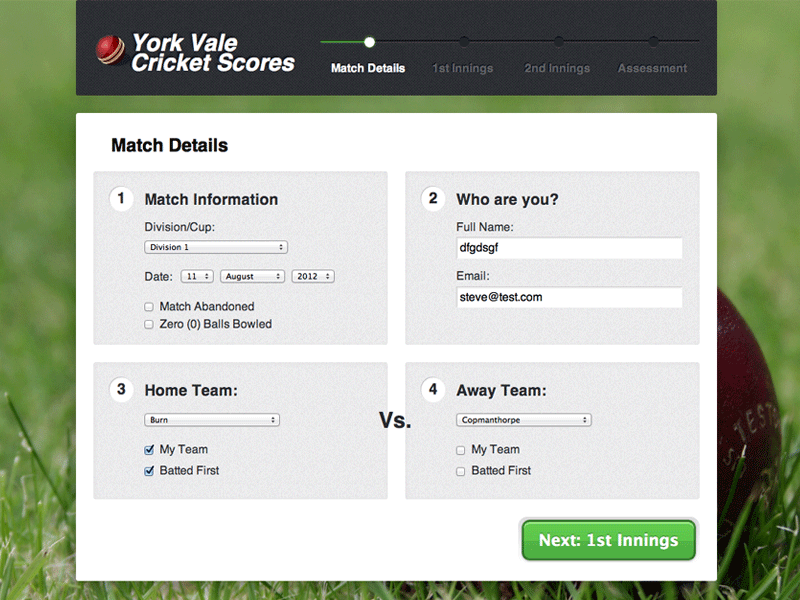 York Vale
Cricket Scores
Match Details
1st Innings
2nd Innings
Assessment
Match Details
1 Match Information
Division/Cup:
Division 1
Date: 11 August 2012
Match Abandoned
Zero (0) Balls Bowled
2 Who are you?
Full Name:
dfgdsgf
Email:
steve@test.com
3 Home Team:
Burn
My Team
Batted First
Vs.
4 Away Team:
Copmanthorpe
My Team
Batted First
Next: 1st Innings